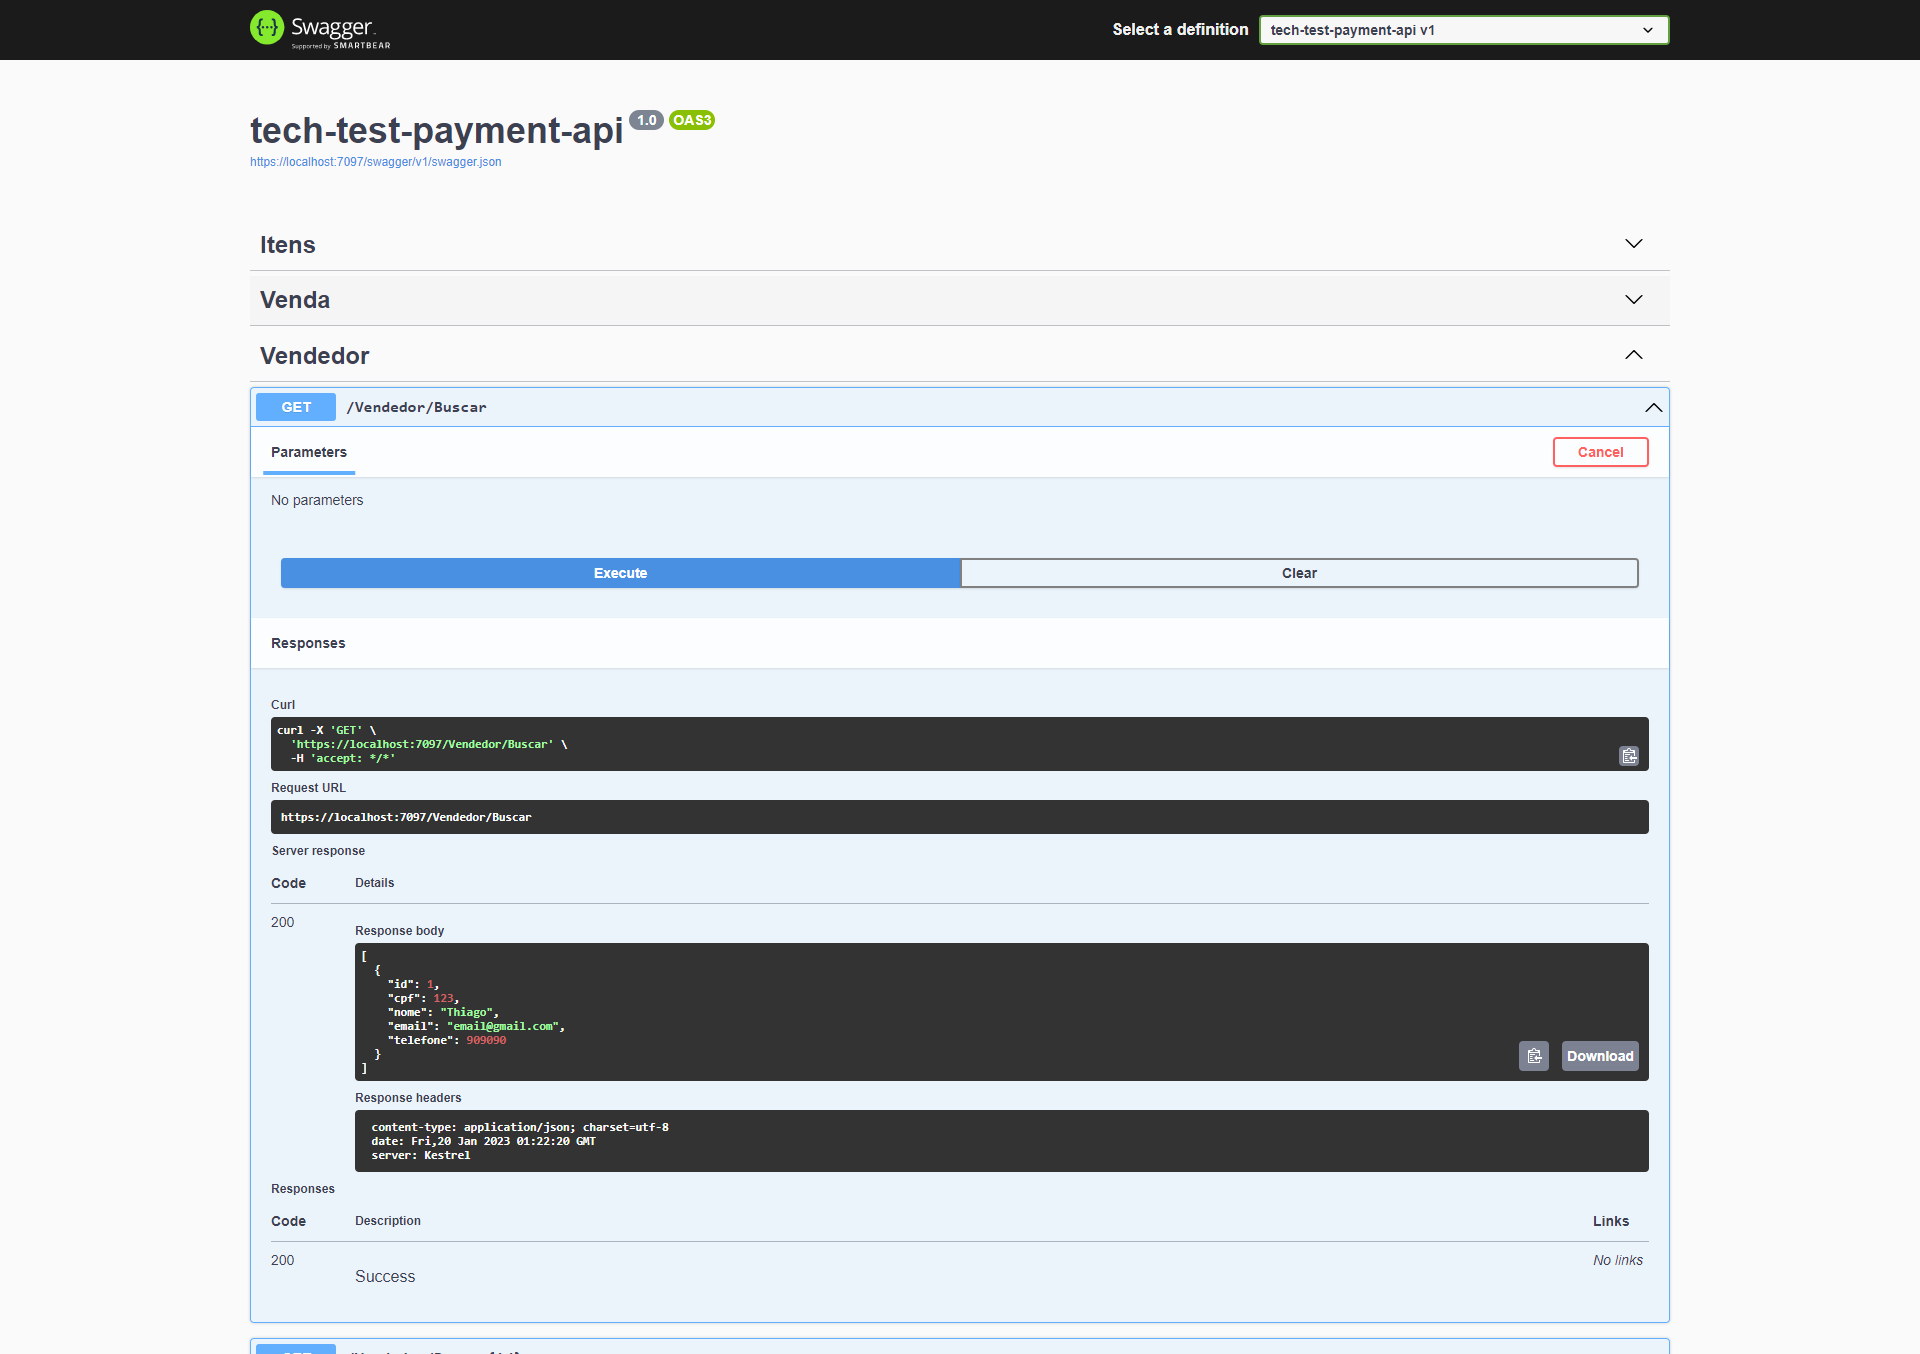 Swagger
Supported by SMARTBEAR
Select a definition
tech-test-payment-api v1
tech-test-payment-api 1.0 OAS3
https://localhost:7097/swagger/v1/swagger.json
Itens
Venda
Vendedor
GET /Vendedor/Buscar
Parameters
Cancel
No parameters
Execute
Clear
Responses
Curl
curl -X 'GET' \
'https://localhost:7097/Vendedor/Buscar' \
-H 'accept: */*'
Request URL
https://localhost:7097/Vendedor/Buscar
Server response
Code Details
200
Response body
[
{
"id": 1,
"cpf": 123,
"nome": "Thiago",
"email": "email@gmail.com",
"telefone": 909090
}
]
Download
Response headers
content-type: application/json; charset=utf-8
date: Fri,20 Jan 2023 01:22:20 GMT
server: Kestrel
Responses
Code Description Links
200
Success
No links